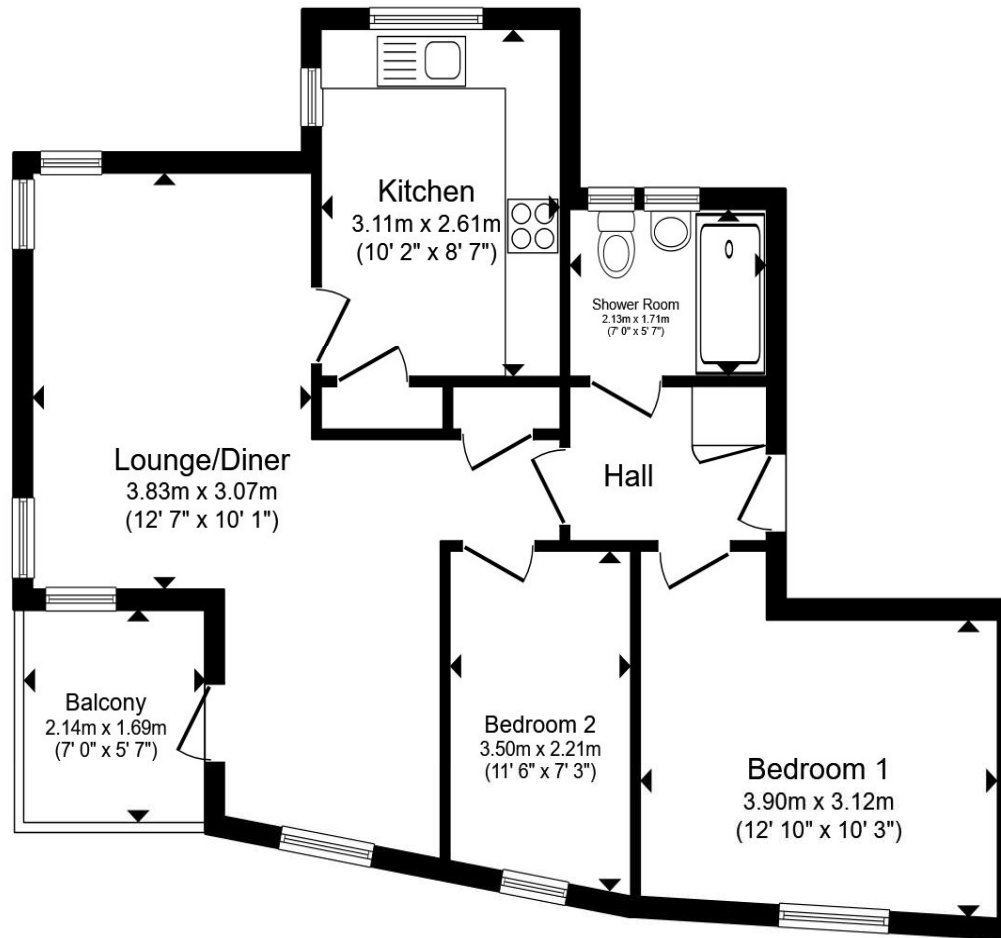 Kitchen
3.11m x 2.61m
(10' 2" x 8' 7")
Shower Room
2.13m x 1.71m
(7' 0" x 5' 7")
Lounge/Diner
3.83m x 3.07m
(12' 7" x 10' 1")
Hall
Balcony
2.14m x 1.69m
(7' 0" x 5' 7")
Bedroom 2
3.50m x 2.21m
(11' 6" x 7' 3")
Bedroom 1
3.90m x 3.12m
(12' 10" x 10' 3")